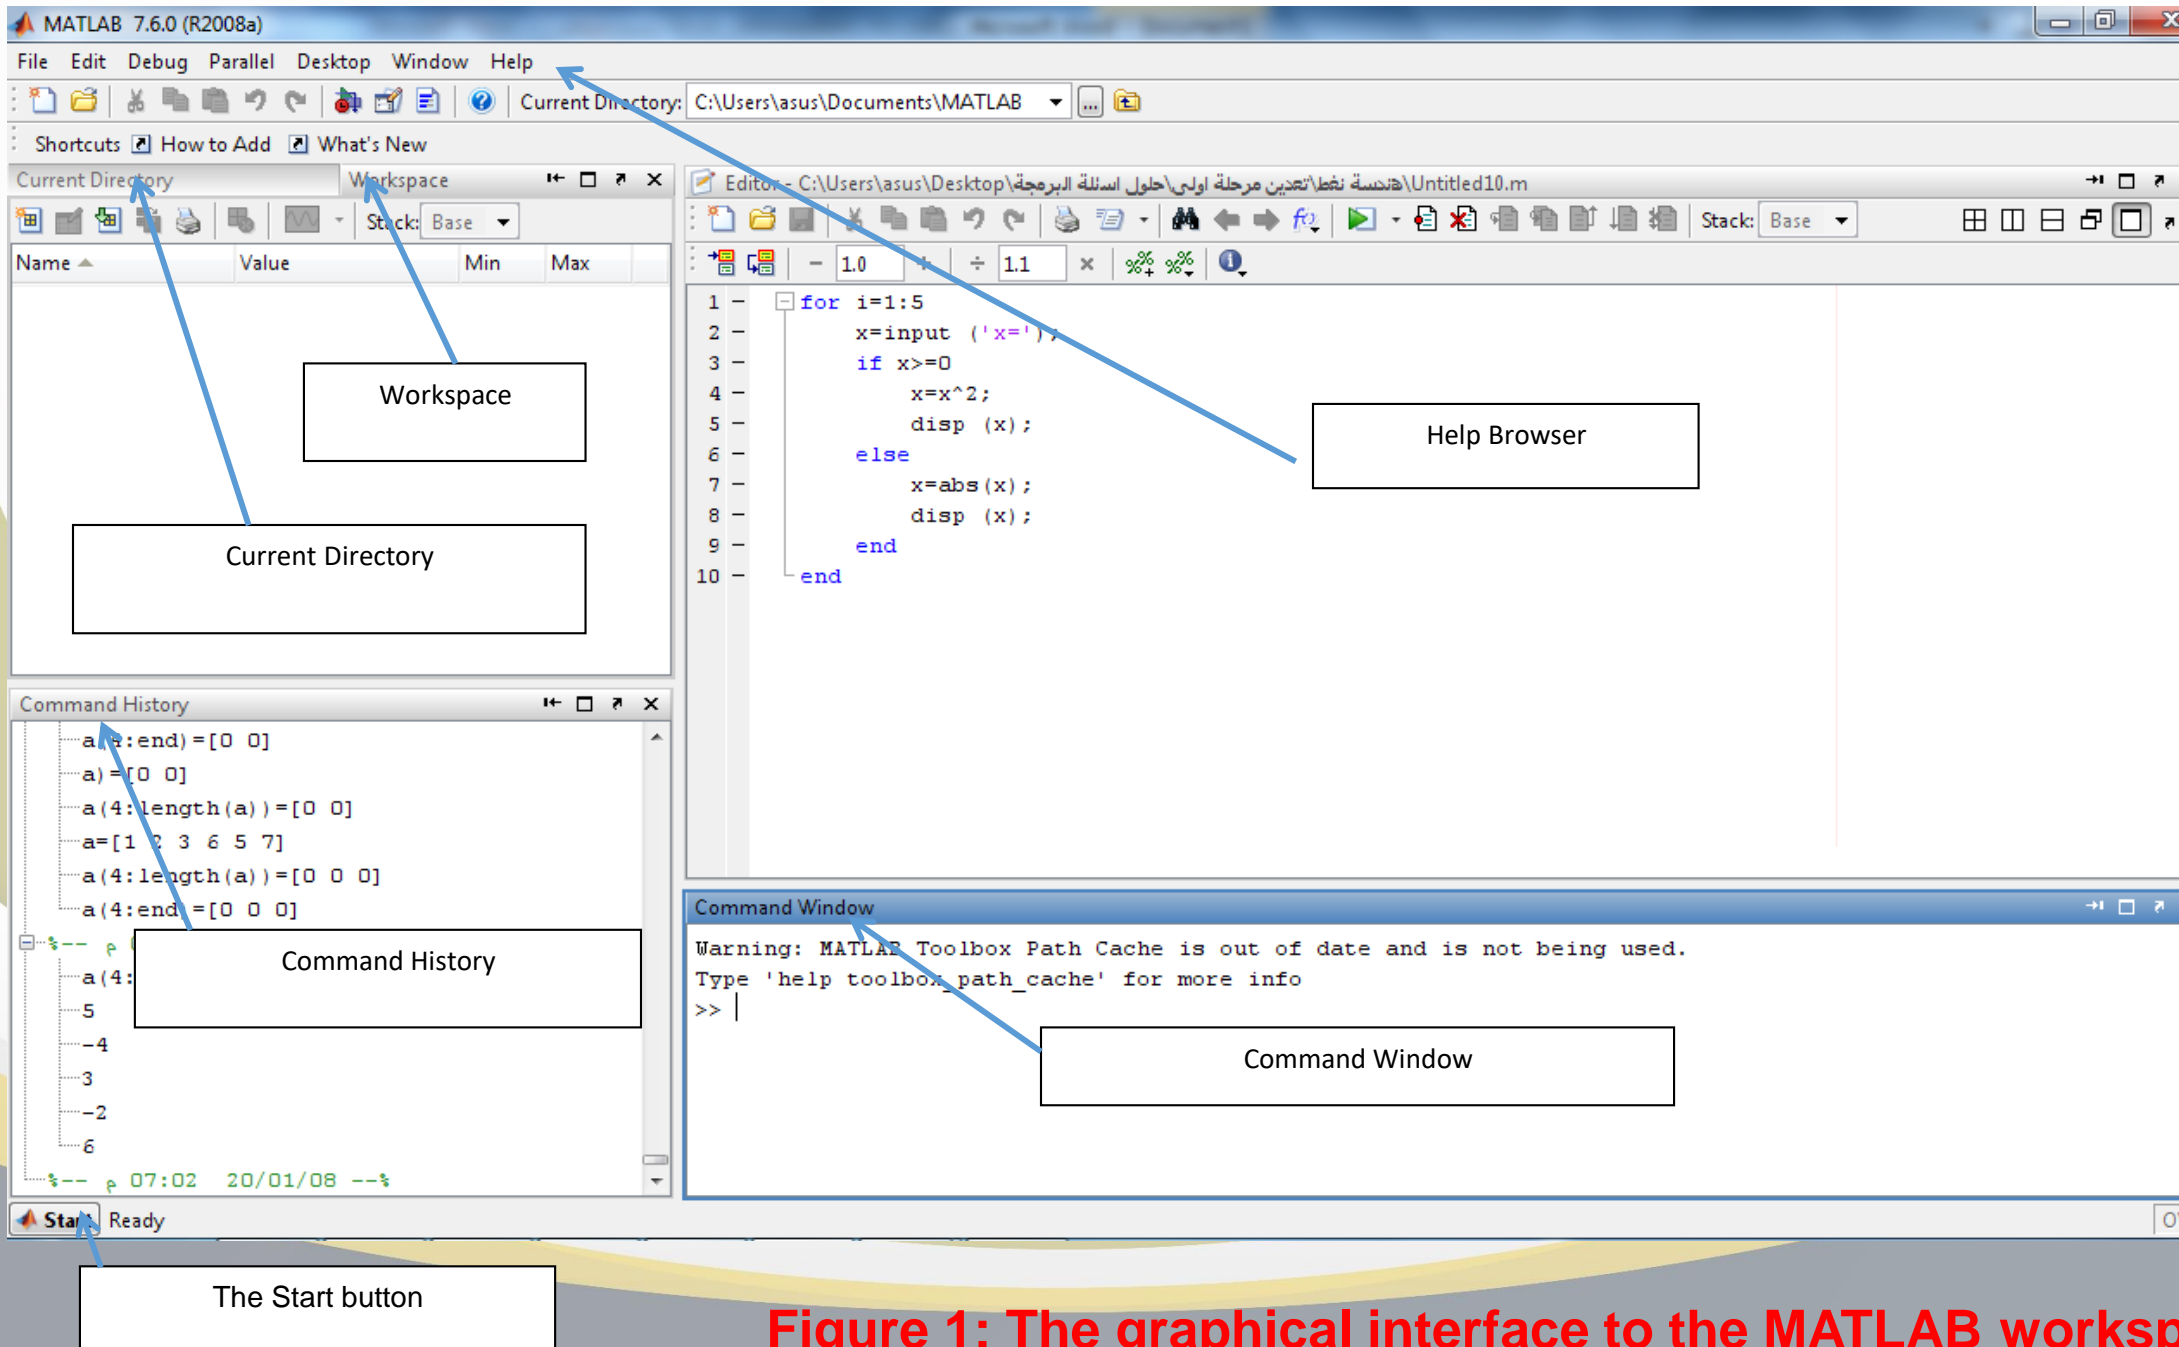 MATLAB 7.6.0 (R2008a)
File Edit Debug Parallel Desktop Window Help
Current Directory: C:\Users\asus\Documents\MATLAB
Shortcuts How to Add What's New
Current Directory Workspace
Stack: Base
Name Value Min Max
Workspace
Current Directory
Editor - C:\Users\asus\Desktop\هندسة نفط\تعدين مرحلة اولى\حلول اسئلة البرمجة\Untitled10.m
Stack: Base
1.0 1.1
1 for i=1:5
2 x=input ('x=');
3 if x>=0
4 x=x^2;
5 disp (x);
6 else
7 x=abs(x);
8 disp (x);
9 end
10 end
Help Browser
Command History
a(4:end)=[0 0]
a)=[0 0]
a(4:length(a))=[0 0]
a=[1 2 3 6 5 7]
a(4:length(a))=[0 0 0]
a(4:end)=[0 0 0]
%-- م
a(4:
5
-4
3
-2
6
%-- م 07:02 20/01/08 --%
Command History
Command Window
Warning: MATLAB Toolbox Path Cache is out of date and is not being used.
Type 'help toolbox_path_cache' for more info
>>
Command Window
Start Ready
The Start button
Figure 1: The graphical interface to the MATLAB worksp